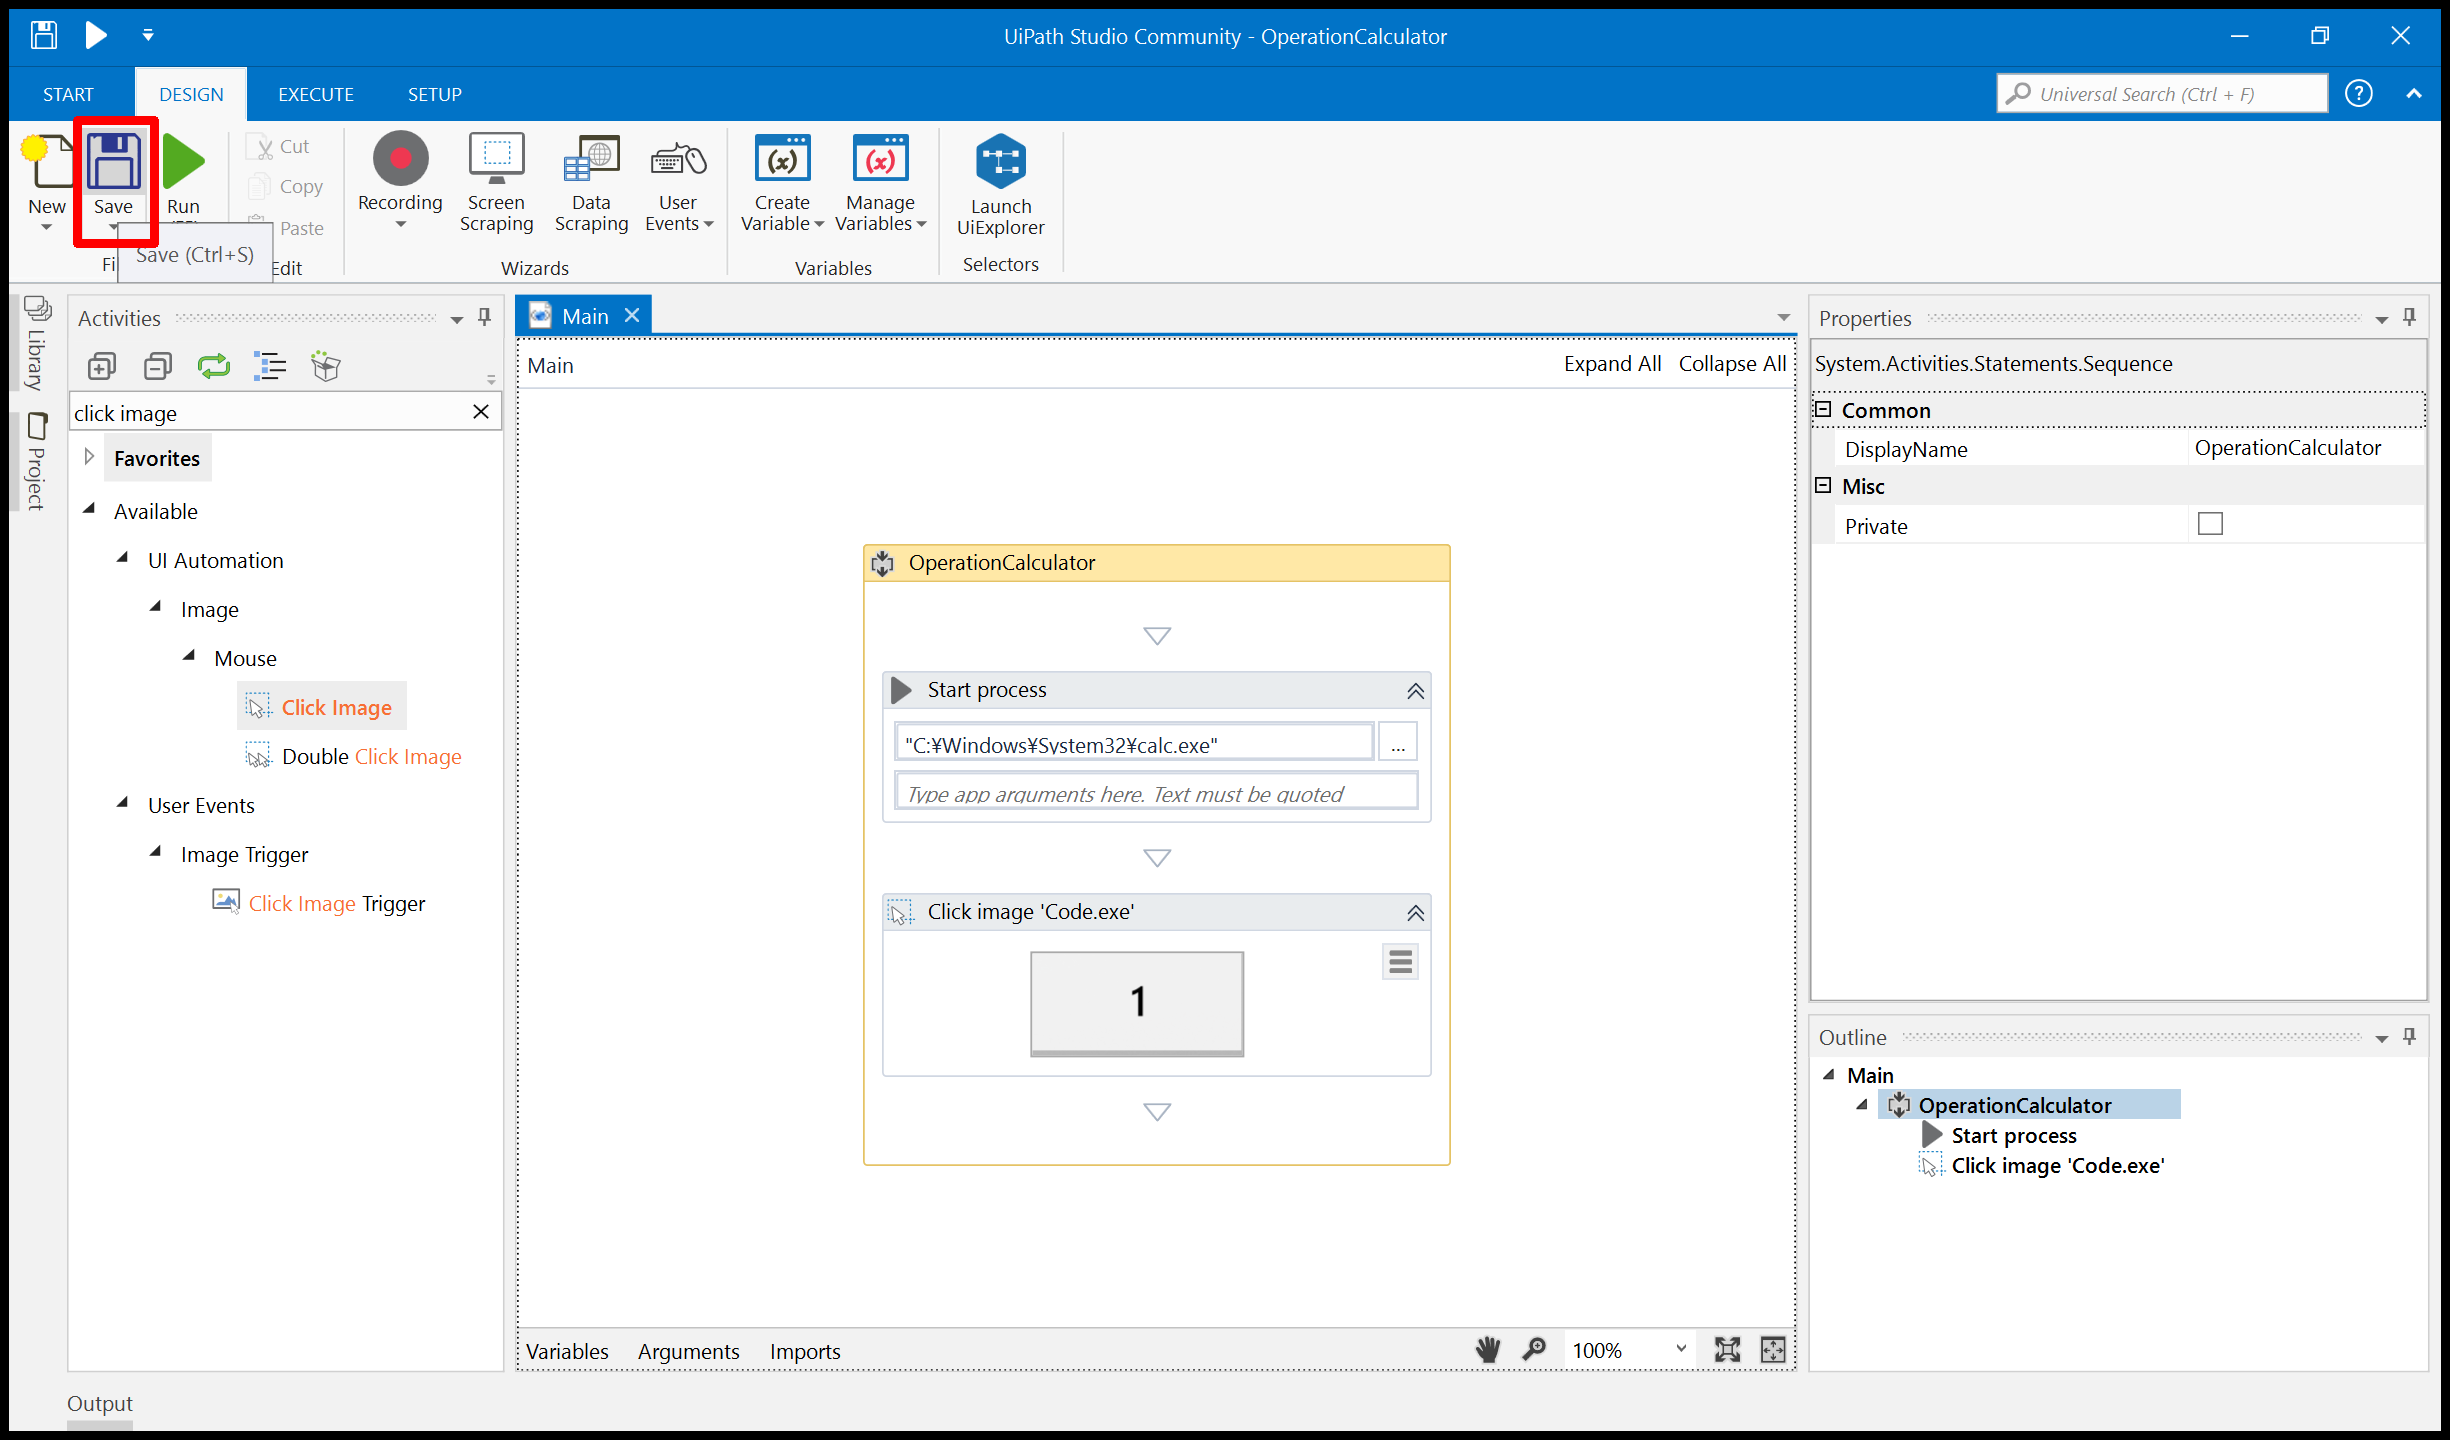 UiPath Studio Community - OperationCalculator
START DESIGN EXECUTE SETUP
Universal Search (Ctrl + F)
New
Save
Run
Cut
Copy
Paste
Save (Ctrl+S)
Edit
Recording
Screen Scraping
Data Scraping
User Events
Wizards
Create Variable
Manage Variables
Variables
Launch UiExplorer
Selectors
Library
Project
Activities
click image
Favorites
Available
UI Automation
Image
Mouse
Click Image
Double Click Image
User Events
Image Trigger
Click Image Trigger
Main
Main
Expand All Collapse All
OperationCalculator
Start process
"C:¥Windows¥System32¥calc.exe"
...
Type app arguments here. Text must be quoted
Click image 'Code.exe'
1
Variables Arguments Imports
100%
Properties
System.Activities.Statements.Sequence
Common
DisplayName OperationCalculator
Misc
Private
Outline
Main
OperationCalculator
Start process
Click image 'Code.exe'
Output